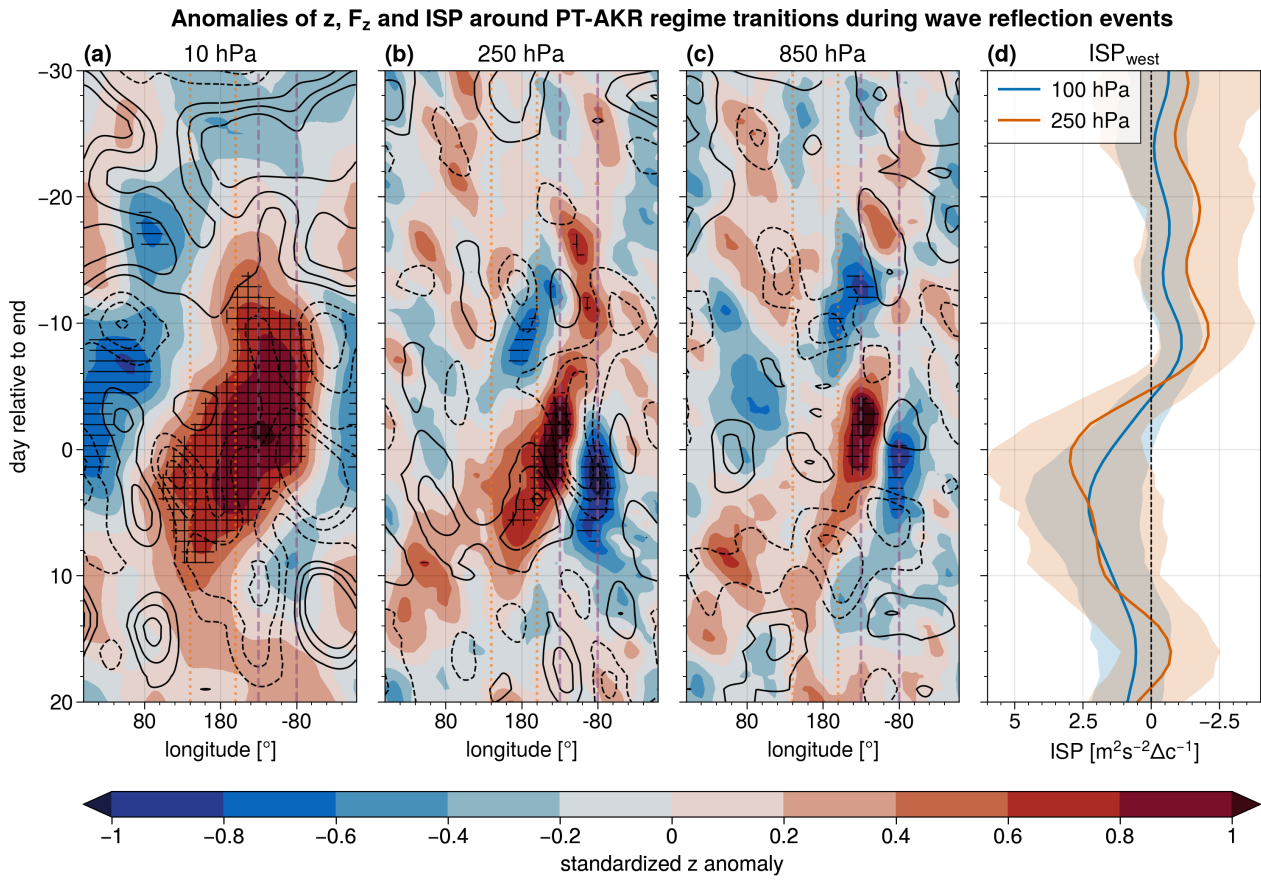 Anomalies of z, F_z and ISP around PT-AKR regime tranitions during wave reflection events
(a) 10 hPa
(b) 250 hPa
(c) 850 hPa
(d) ISP_west
100 hPa
250 hPa
day relative to end
−30
−20
−10
0
10
20
80 180 -80
80 180 -80
80 180 -80
5 2.5 0 −2.5
longitude [°]
longitude [°]
longitude [°]
ISP [m²s⁻²Δc⁻¹]
−1 −0.8 −0.6 −0.4 −0.2 0 0.2 0.4 0.6 0.8 1
standardized z anomaly